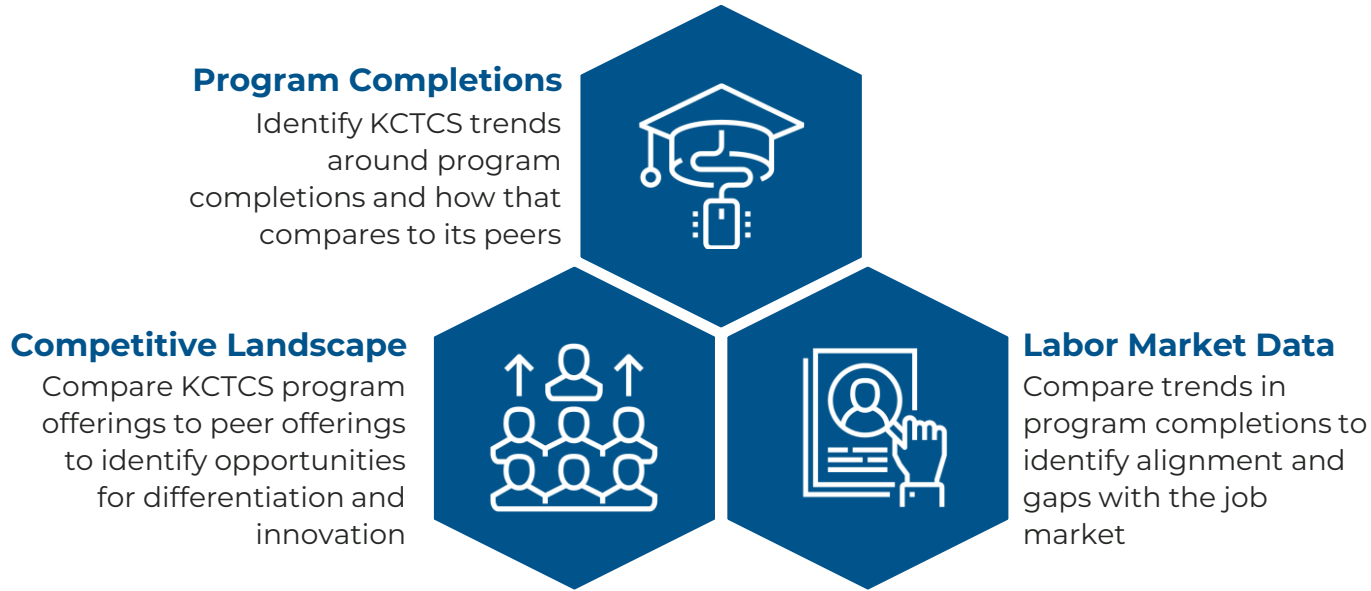 Program Completions
Identify KCTCS trends
around program
completions and how that
compares to its peers
Competitive Landscape
Compare KCTCS program
offerings to peer offerings
to identify opportunities
for differentiation and
innovation
Labor Market Data
Compare trends in
program completions to
identify alignment and
gaps with the job
market